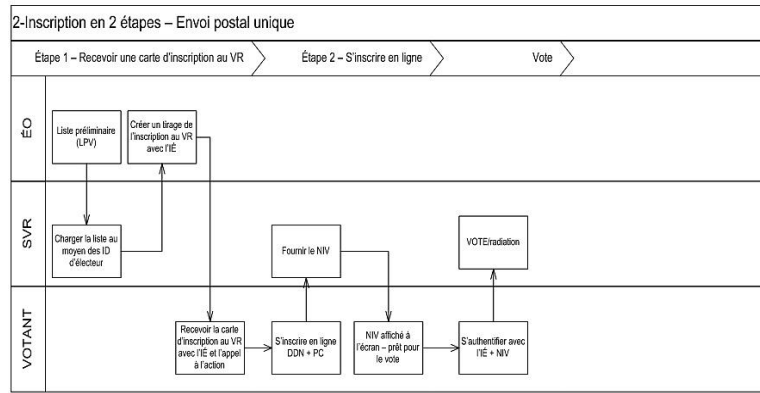 2-Inscription en 2 étapes – Envoi postal unique
Étape 1 – Recevoir une carte d'inscription au VR
Étape 2 – S'inscrire en ligne
Vote
ÉO
Liste préliminaire
(LPV)
Créer un tirage de
l'inscription au VR
avec l'IÉ
SVR
Charger la liste au
moyen des ID
d'électeur
Fournir le NIV
VOTE/radiation
VOTANT
Recevoir la carte
d'inscription au VR
avec l'IÉ et l'appel
à l'action
S'inscrire en ligne
DDN + PC
NIV affiché à
l'écran – prêt pour
le vote
S'authentifier avec
l'IÉ + NIV